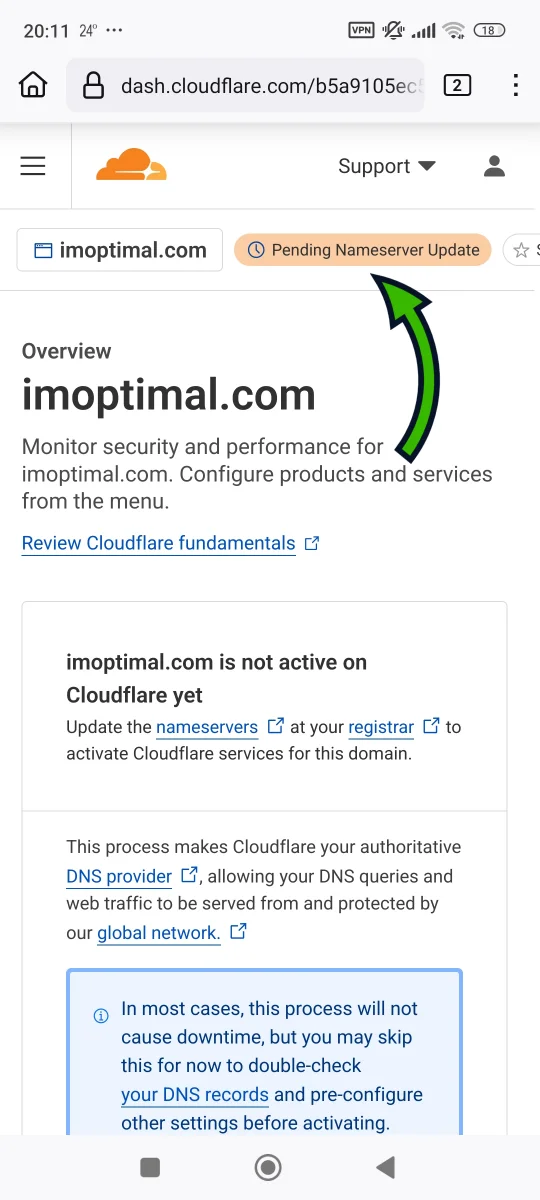 20:11 24° ···
VPN 18
dash.cloudflare.com/b5a9105ec
2
Support
imoptimal.com
Pending Nameserver Update
Overview
imoptimal.com
Monitor security and performance for
imoptimal.com. Configure products and services
from the menu.
Review Cloudflare fundamentals
imoptimal.com is not active on
Cloudflare yet
Update the nameservers at your registrar to
activate Cloudflare services for this domain.
This process makes Cloudflare your authoritative
DNS provider , allowing your DNS queries and
web traffic to be served from and protected by
our global network.
In most cases, this process will not
cause downtime, but you may skip
this for now to double-check
your DNS records and pre-configure
other settings before activating.